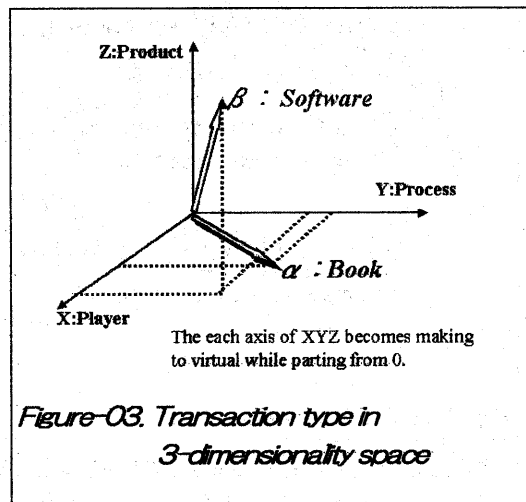 Z:Product
β : Software
Y:Process
α : Book
X:Player
The each axis of XYZ becomes making
to virtual while parting from 0.
Figure-03. Transaction type in
3-dimensionality space